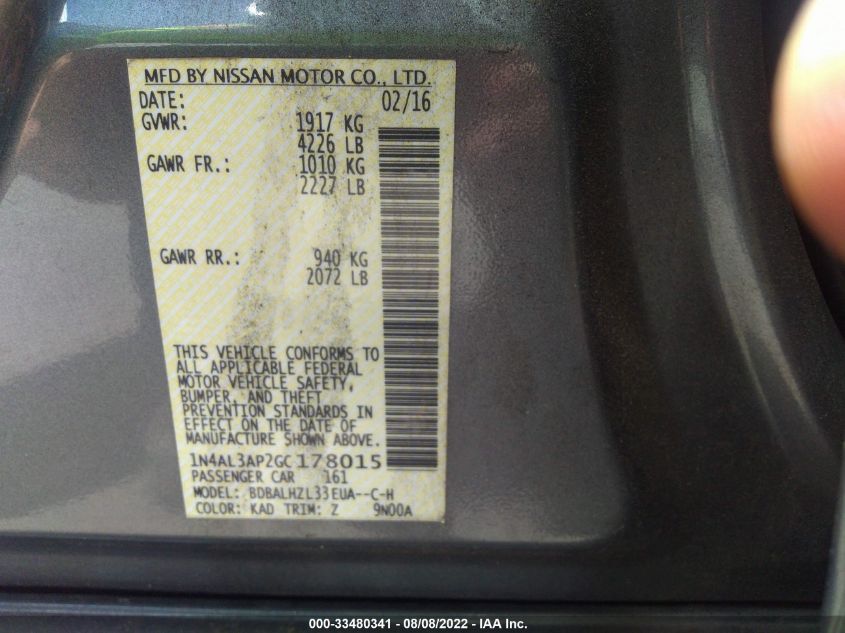 MFD BY NISSAN MOTOR CO., LTD.
DATE: 02/16
GVWR: 1917 KG
4226 LB
GAWR FR.: 1010 KG
2227 LB
GAWR RR.: 940 KG
2072 LB
THIS VEHICLE CONFORMS TO
ALL APPLICABLE FEDERAL
MOTOR VEHICLE SAFETY,
BUMPER, AND THEFT
PREVENTION STANDARDS IN
EFFECT ON THE DATE OF
MANUFACTURE SHOWN ABOVE.
1N4AL3AP2GC178015
PASSENGER CAR 161
MODEL: BDBALHZL33EUA--C-H
COLOR: KAD TRIM: Z 9N00A
000-33480341 - 08/08/2022 - IAA Inc.